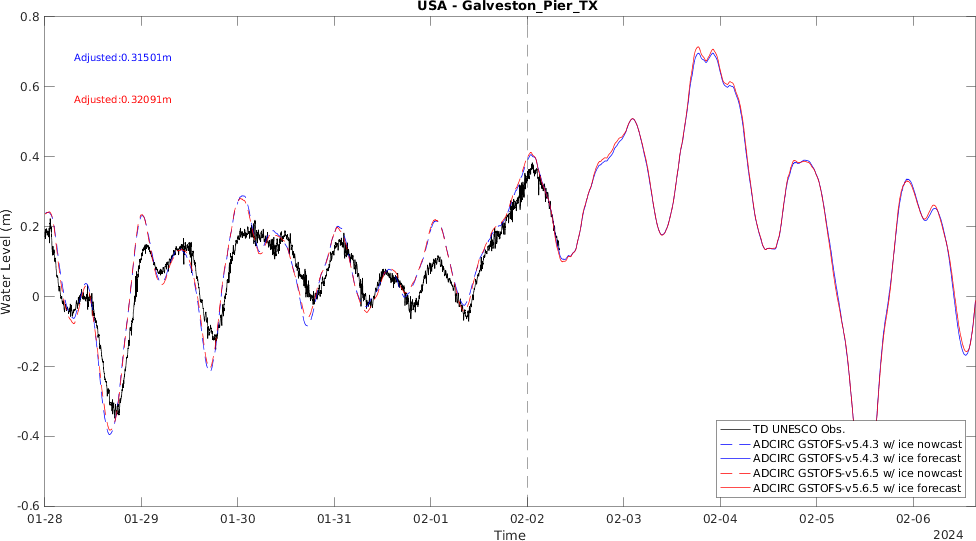 USA - Galveston_Pier_TX
Adjusted:0.31501m
Adjusted:0.32091m
Water Level (m)
0.8
0.6
0.4
0.2
0
-0.2
-0.4
-0.6
TD UNESCO Obs.
ADCIRC GSTOFS-v5.4.3 w/ ice nowcast
ADCIRC GSTOFS-v5.4.3 w/ ice forecast
ADCIRC GSTOFS-v5.6.5 w/ ice nowcast
ADCIRC GSTOFS-v5.6.5 w/ ice forecast
01-28 01-29 01-30 01-31 02-01 02-02 02-03 02-04 02-05 02-06
Time
2024